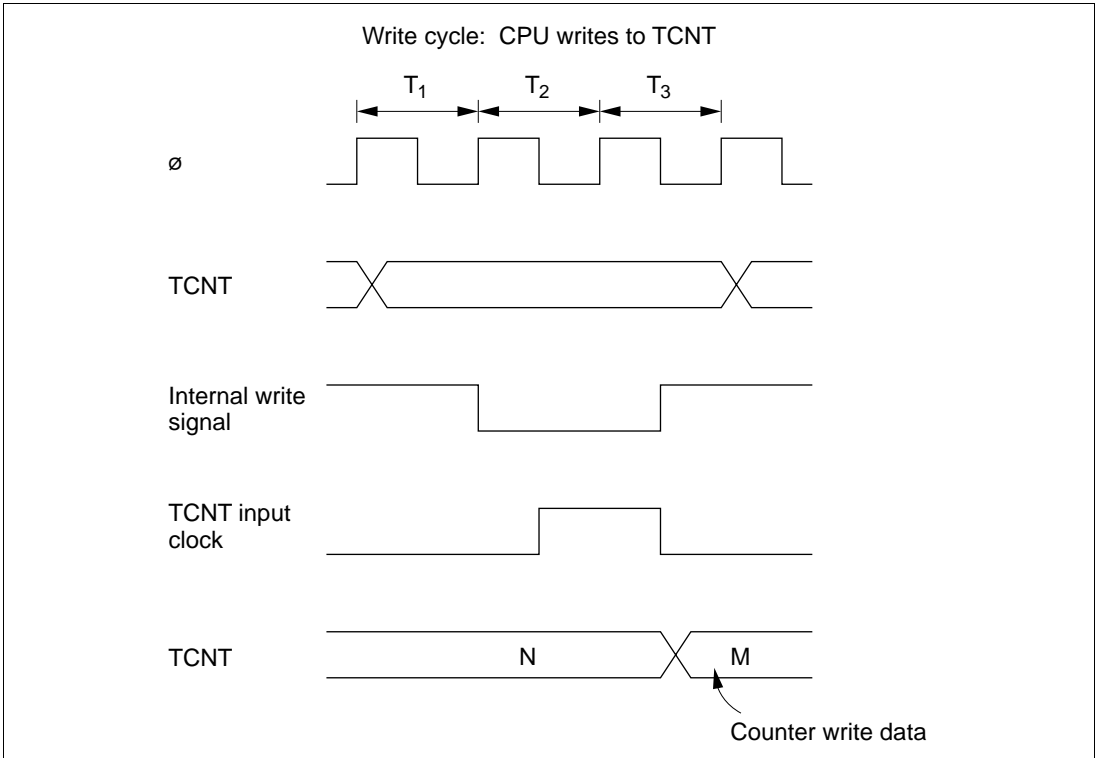 Write cycle: CPU writes to TCNT
T1 T2 T3
ø
TCNT
Internal write
signal
TCNT input
clock
TCNT N M
Counter write data